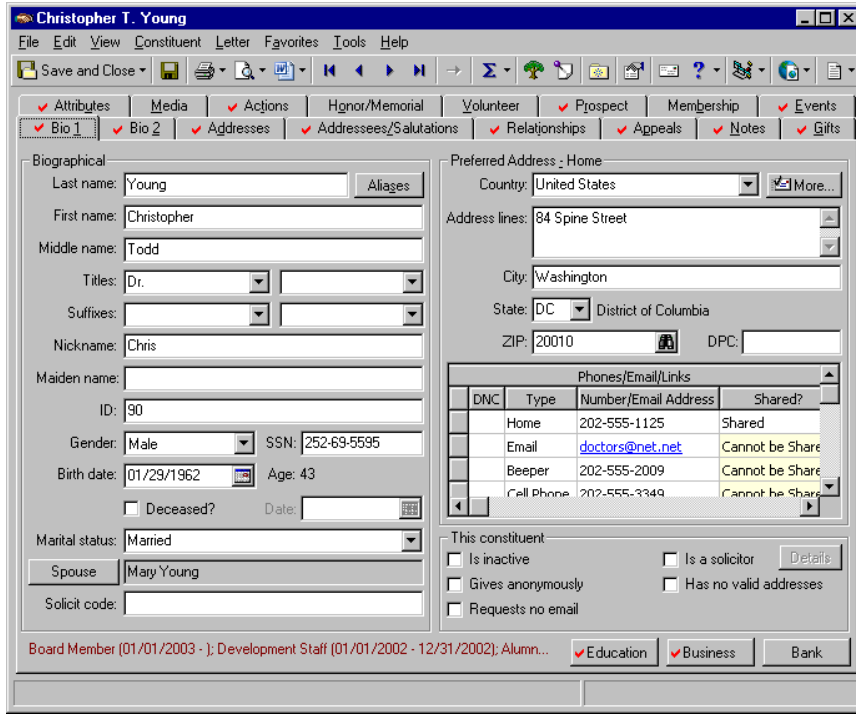 Christopher T. Young
File Edit View Constituent Letter Favorites Tools Help
Save and Close
Attributes Media Actions Honor/Memorial Volunteer Prospect Membership Events
Bio 1 Bio 2 Addresses Addressees/Salutations Relationships Appeals Notes Gifts
Biographical
Last name: Young Aliases
First name: Christopher
Middle name: Todd
Titles: Dr.
Suffixes:
Nickname: Chris
Maiden name:
ID: 90
Gender: Male SSN: 252-69-5595
Birth date: 01/29/1962 Age: 43
Deceased? Date:
Marital status: Married
Spouse Mary Young
Solicit code:
Preferred Address - Home
Country: United States More...
Address lines: 84 Spine Street
City: Washington
State: DC District of Columbia
ZIP: 20010 DPC:
Phones/Email/Links
DNC Type Number/Email Address Shared?
Home 202-555-1125 Shared
Email doctors@net.net Cannot be Share
Beeper 202-555-2009 Cannot be Share
Cell Phone 202-555-3349 Cannot be Share
This constituent
Is inactive Is a solicitor Details
Gives anonymously Has no valid addresses
Requests no email
Board Member (01/01/2003 - ); Development Staff (01/01/2002 - 12/31/2002); Alumn...
Education Business Bank